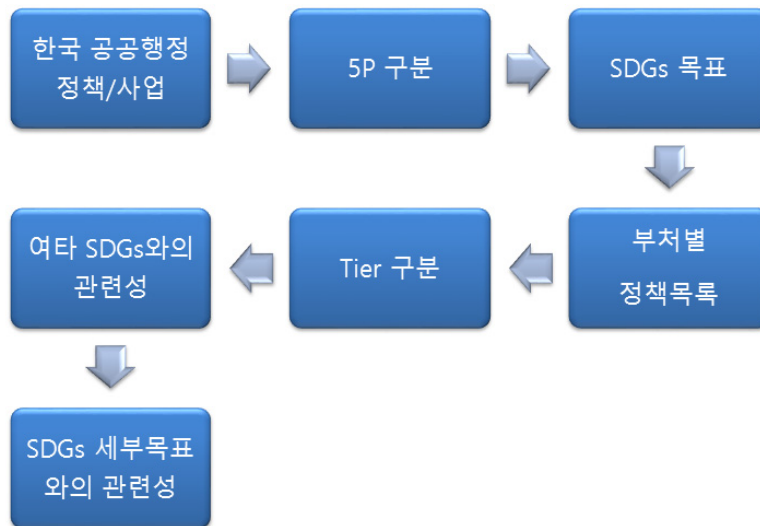 한국 공공행정
정책/사업
5P 구분
SDGs 목표
부처별
정책목록
Tier 구분
여타 SDGs와의
관련성
SDGs 세부목표
와의 관련성